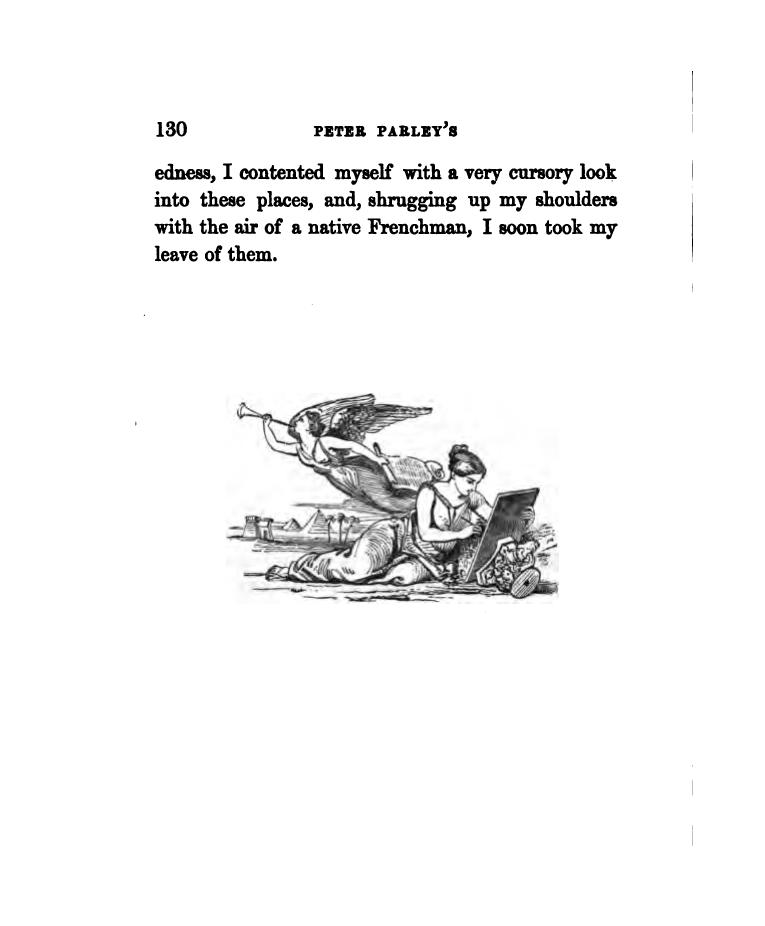 130 PETER PARLEY'S
edness, I contented myself with a very cursory look
into these places, and, shrugging up my shoulders
with the air of a native Frenchman, I soon took my
leave of them.